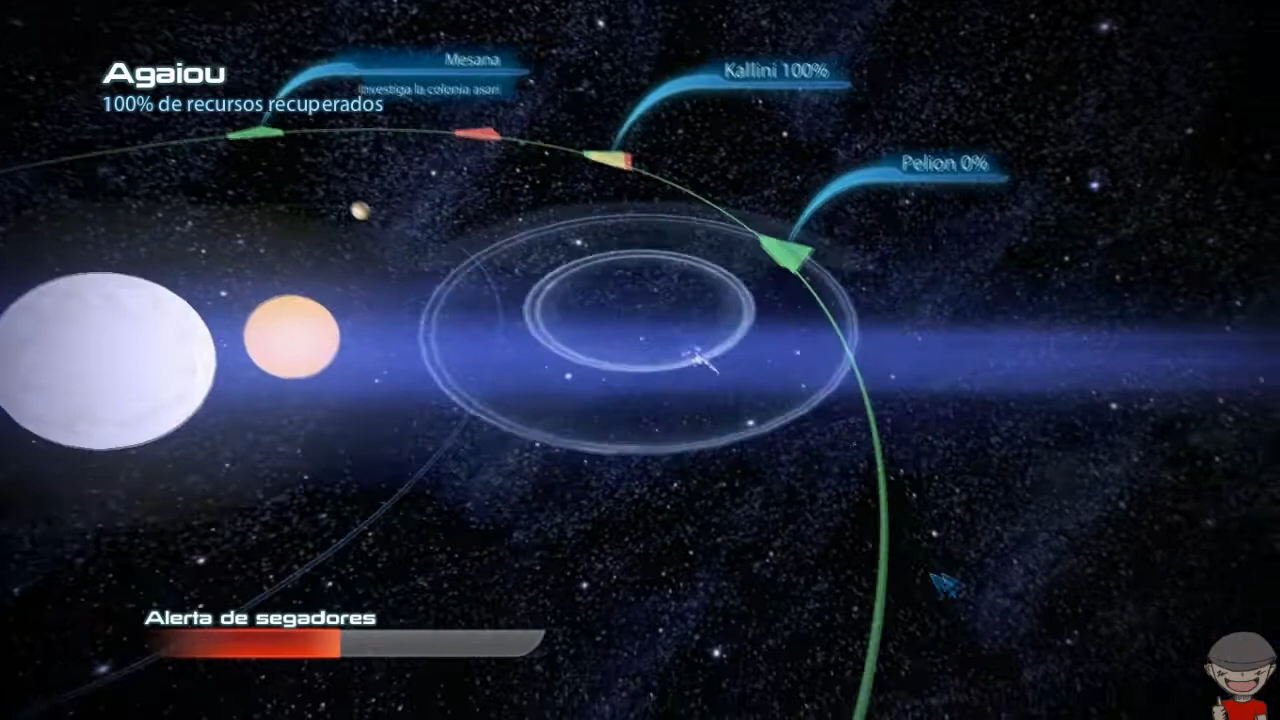 Agaiou
100% de recursos recuperados
Mesana
Investiga la colonia asari
Kallini 100%
Pelion 0%
Alerta de segadores